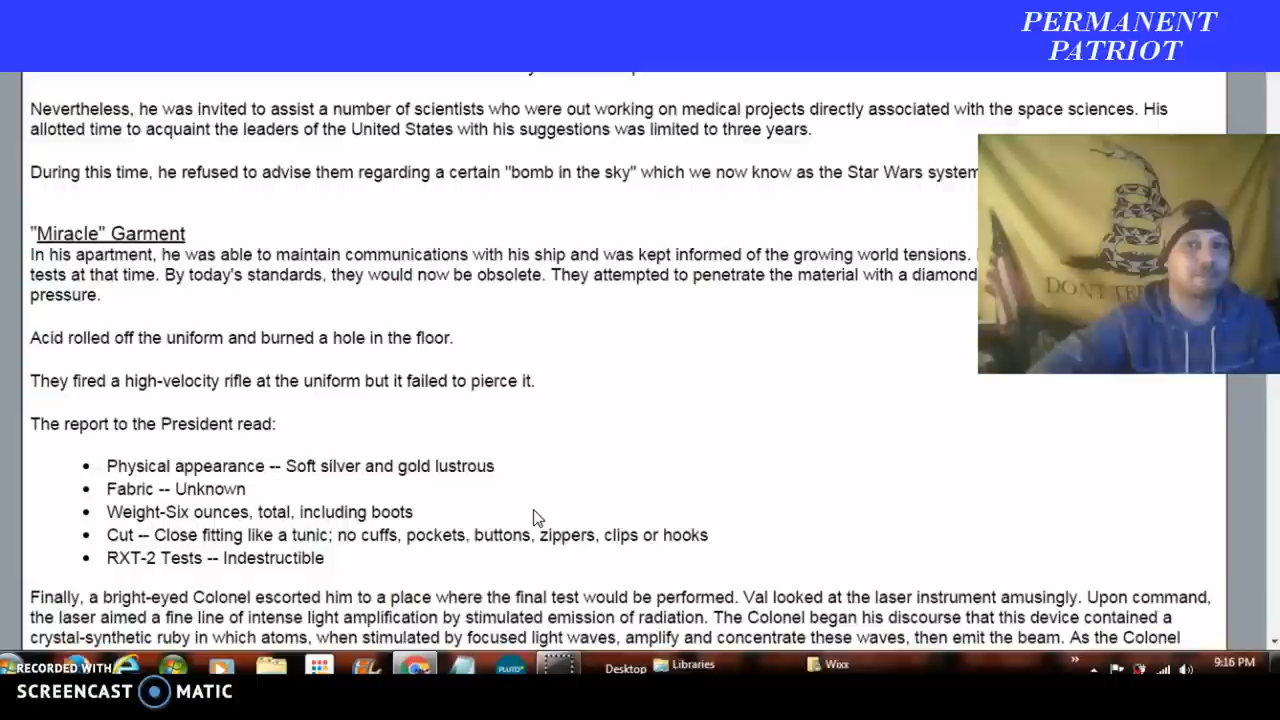 PERMANENT
PATRIOT
Nevertheless, he was invited to assist a number of scientists who were out working on medical projects directly associated with the space sciences. His
allotted time to acquaint the leaders of the United States with his suggestions was limited to three years.
During this time, he refused to advise them regarding a certain "bomb in the sky" which we now know as the Star Wars system
"Miracle" Garment
In his apartment, he was able to maintain communications with his ship and was kept informed of the growing world tensions.
tests at that time. By today's standards, they would now be obsolete. They attempted to penetrate the material with a diamond
pressure.
DON'T TRE
Acid rolled off the uniform and burned a hole in the floor.
They fired a high-velocity rifle at the uniform but it failed to pierce it.
The report to the President read:
• Physical appearance -- Soft silver and gold lustrous
• Fabric -- Unknown
• Weight-Six ounces, total, including boots
• Cut -- Close fitting like a tunic; no cuffs, pockets, buttons, zippers, clips or hooks
• RXT-2 Tests -- Indestructible
Finally, a bright-eyed Colonel escorted him to a place where the final test would be performed. Val looked at the laser instrument amusingly. Upon command,
the laser aimed a fine line of intense light amplification by stimulated emission of radiation. The Colonel began his discourse that this device contained a
crystal-synthetic ruby in which atoms, when stimulated by focused light waves, amplify and concentrate these waves, then emit the beam. As the Colonel
PLUTO
Desktop
Libraries
Wixx
»
9:16 PM
RECORDED WITH
SCREENCAST MATIC